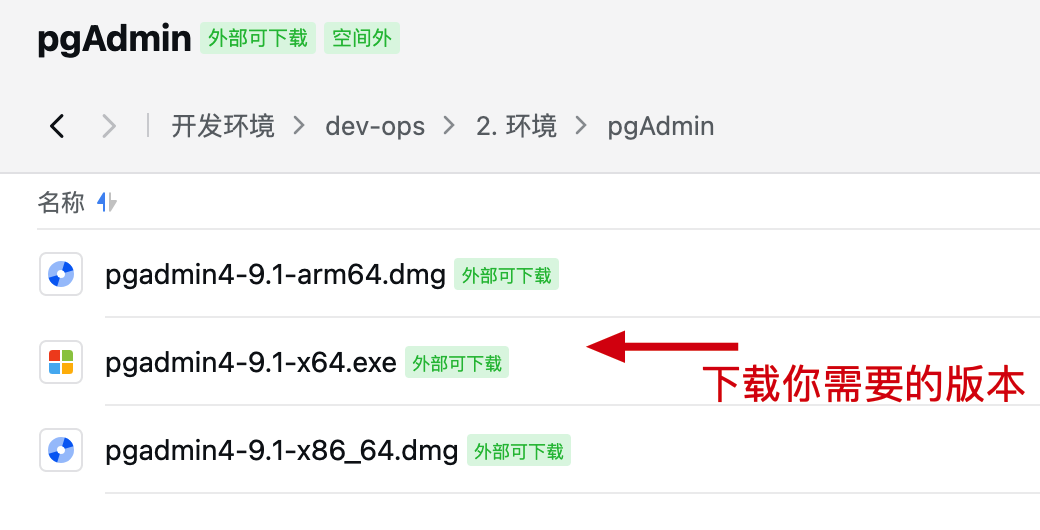 pgAdmin 外部可下载 空间外
开发环境 dev-ops 2. 环境 pgAdmin
名称
pgadmin4-9.1-arm64.dmg 外部可下载
pgadmin4-9.1-x64.exe 外部可下载
下载你需要的版本
pgadmin4-9.1-x86_64.dmg 外部可下载